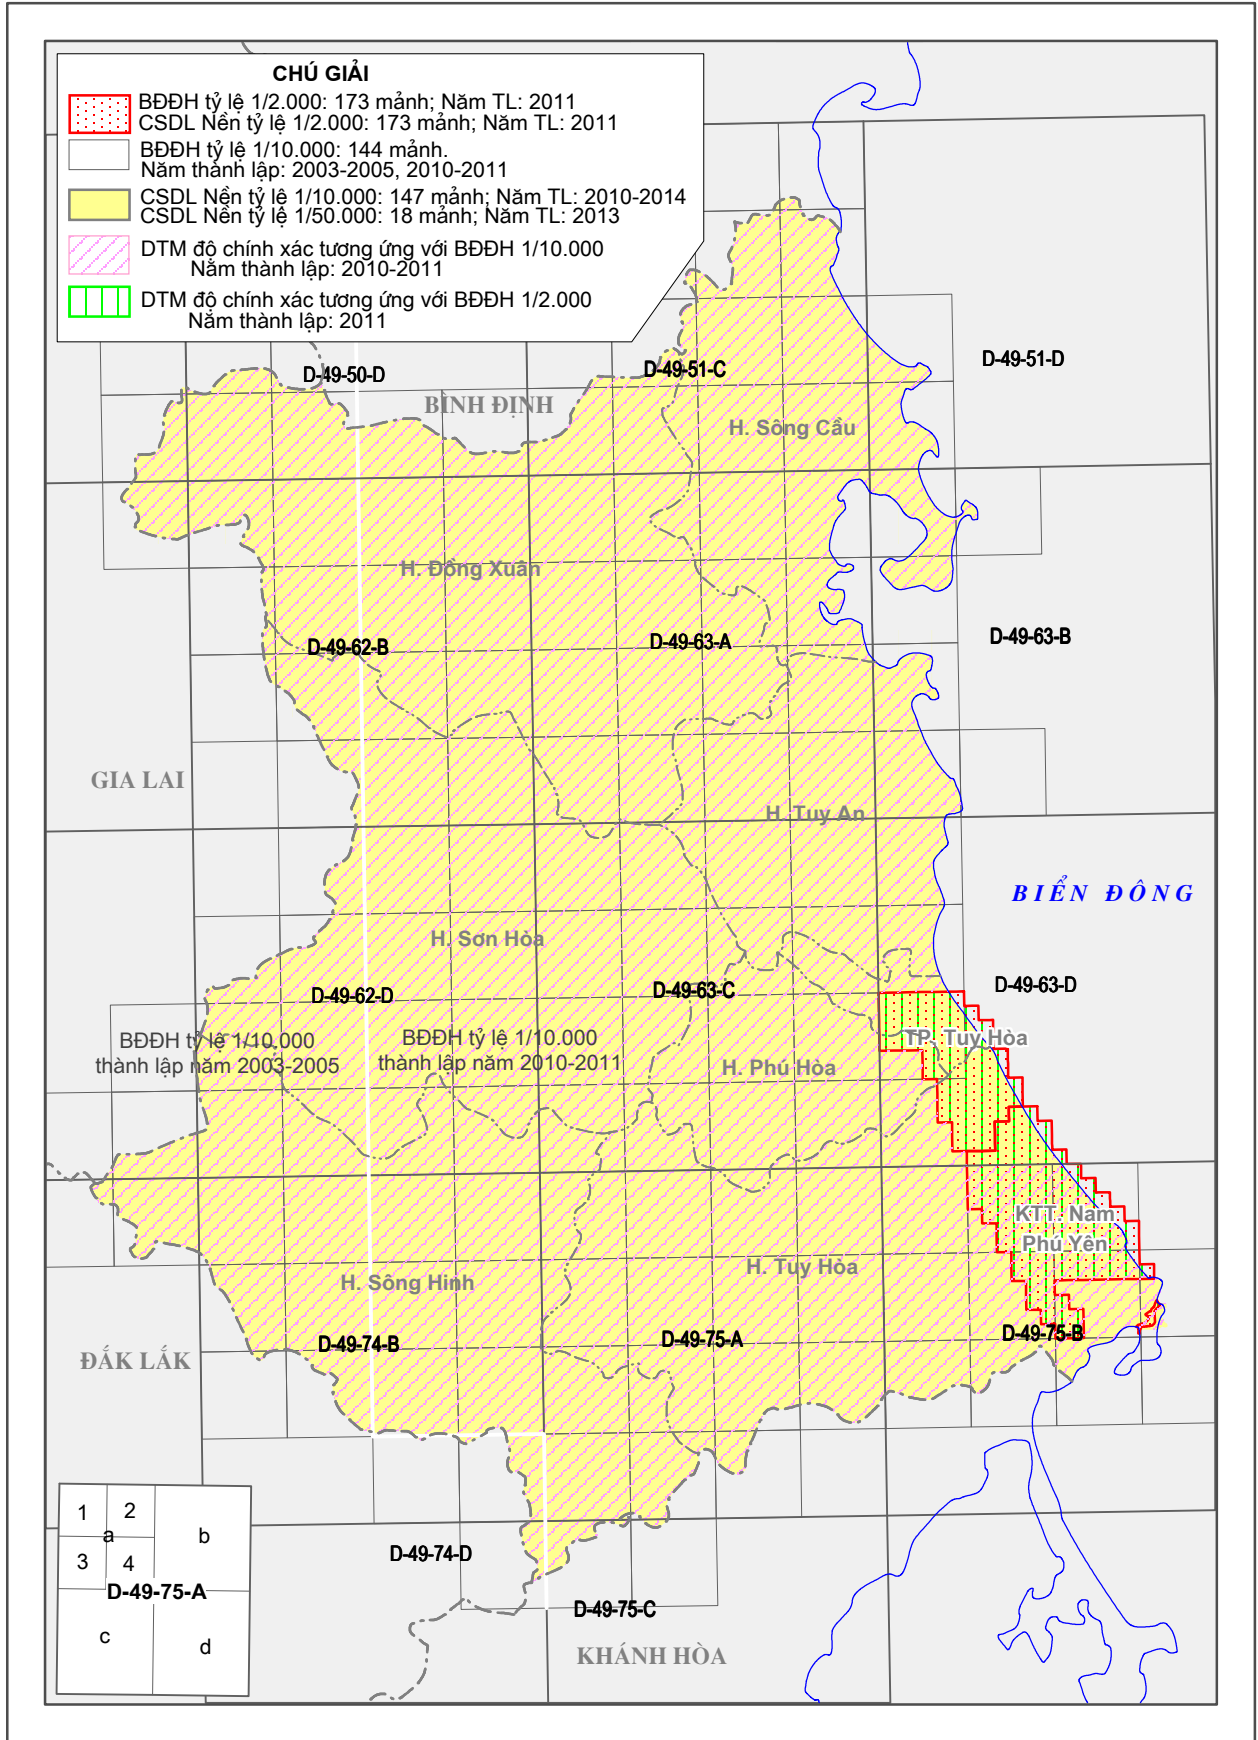 CHÚ GIẢI
BĐĐH tỷ lệ 1/2.000: 173 mảnh; Năm TL: 2011
CSDL Nền tỷ lệ 1/2.000: 173 mảnh; Năm TL: 2011
BĐĐH tỷ lệ 1/10.000: 144 mảnh.
Năm thành lập: 2003-2005, 2010-2011
CSDL Nền tỷ lệ 1/10.000: 147 mảnh; Năm TL: 2010-2014
CSDL Nền tỷ lệ 1/50.000: 18 mảnh; Năm TL: 2013
DTM độ chính xác tương ứng với BĐĐH 1/10.000
Năm thành lập: 2010-2011
DTM độ chính xác tương ứng với BĐĐH 1/2.000
Năm thành lập: 2011
D-49-50-D
D-49-51-C
D-49-51-D
BÌNH ĐỊNH
H. Sông Cầu
H. Đồng Xuân
D-49-62-B
D-49-63-A
D-49-63-B
GIA LAI
H. Tuy An
BIỂN ĐÔNG
H. Sơn Hòa
D-49-62-D
D-49-63-C
D-49-63-D
BĐĐH tỷ lệ 1/10.000
thành lập năm 2003-2005
BĐĐH tỷ lệ 1/10.000
thành lập năm 2010-2011
TP. Tuy Hòa
H. Phú Hòa
KTT. Nam
Phú Yên
H. Sông Hinh
H. Tuy Hòa
D-49-74-B
D-49-75-A
D-49-75-B
ĐẮK LẮK
D-49-74-D
D-49-75-C
KHÁNH HÒA
1
2
a
b
3
4
D-49-75-A
c
d